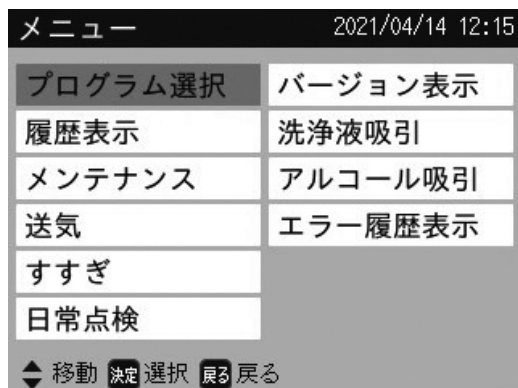 メニュー 2021/04/14 12:15
プログラム選択 バージョン表示
履歴表示 洗浄液吸引
メンテナンス アルコール吸引
送気 エラー履歴表示
すすぎ
日常点検
移動 決定 選択 戻る 戻る